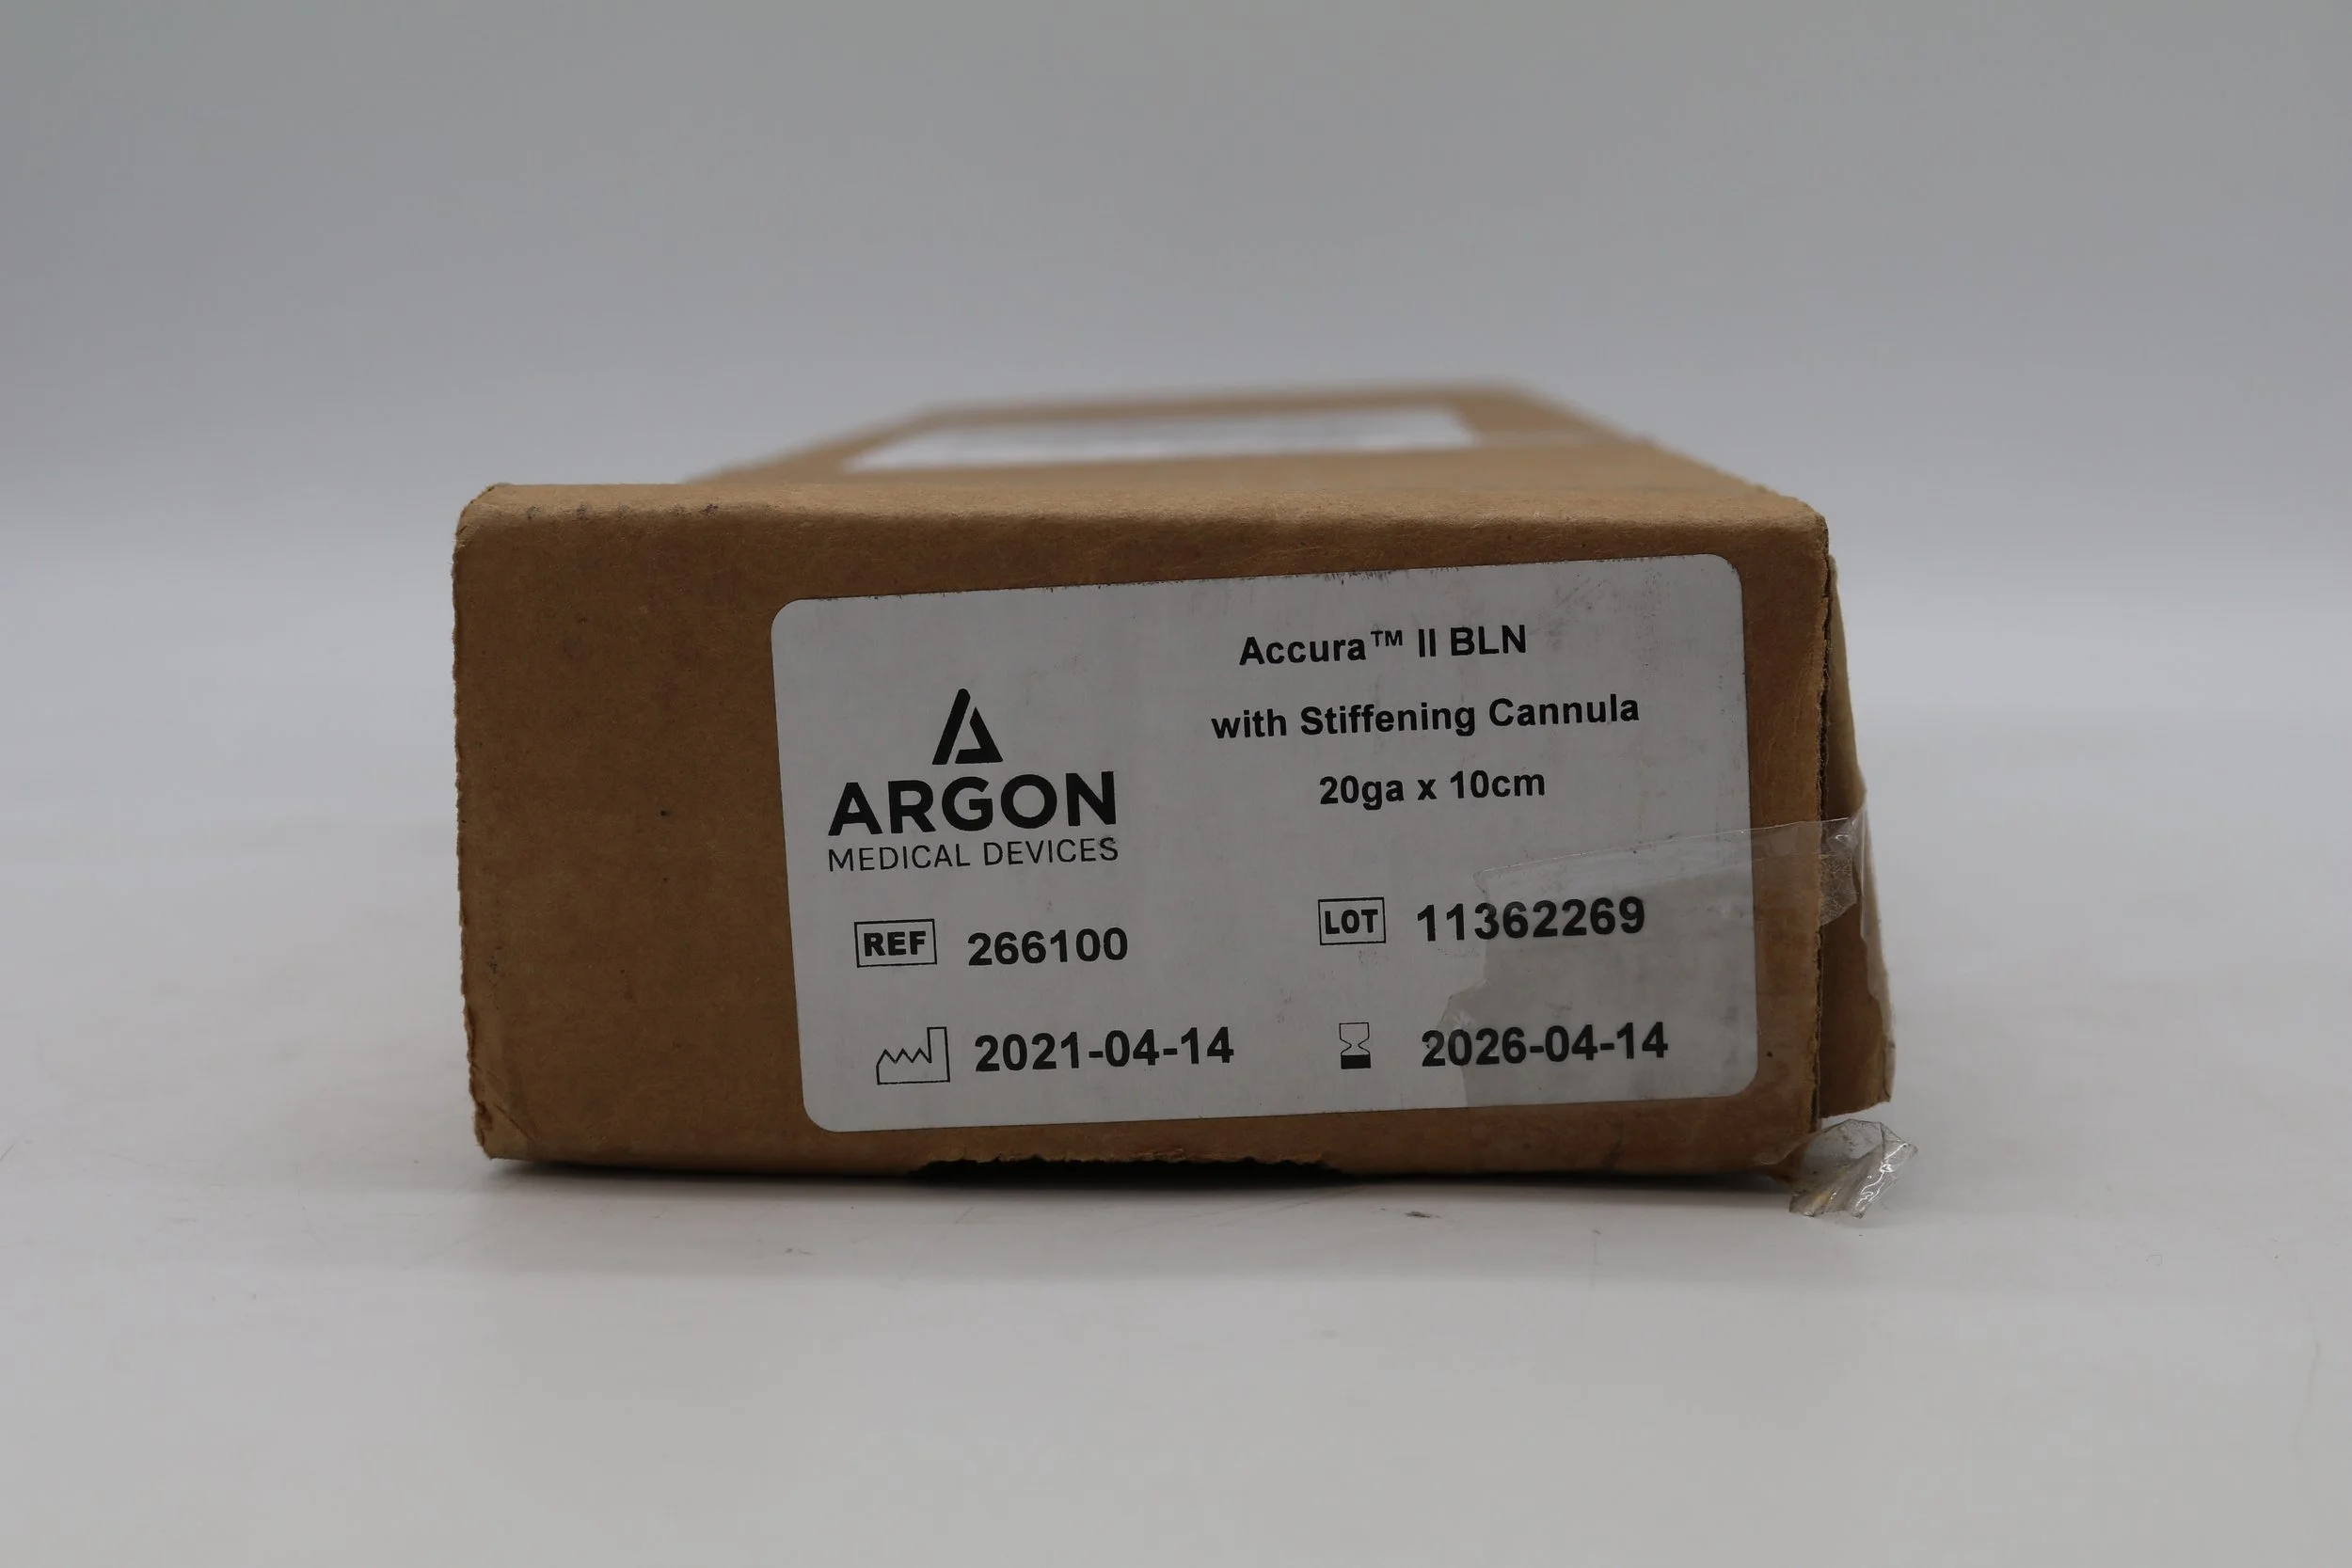 Accura™ II BLN
with Stiffening Cannula
20ga x 10cm
ARGON
MEDICAL DEVICES
REF 266100
LOT 11362269
2021-04-14
2026-04-14